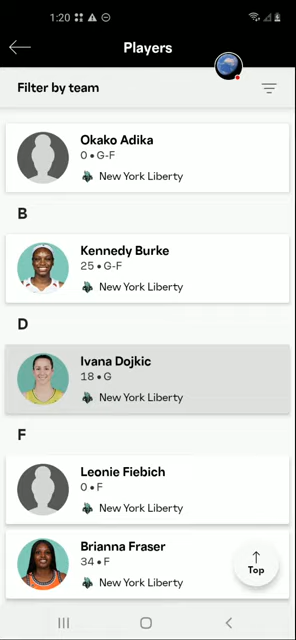 1:20
Players
Filter by team
Okako Adika
0 • G-F
New York Liberty
B
Kennedy Burke
25 • G-F
New York Liberty
D
Ivana Dojkic
18 • G
New York Liberty
F
Leonie Fiebich
0 • F
New York Liberty
Brianna Fraser
34 • F
New York Liberty
Top